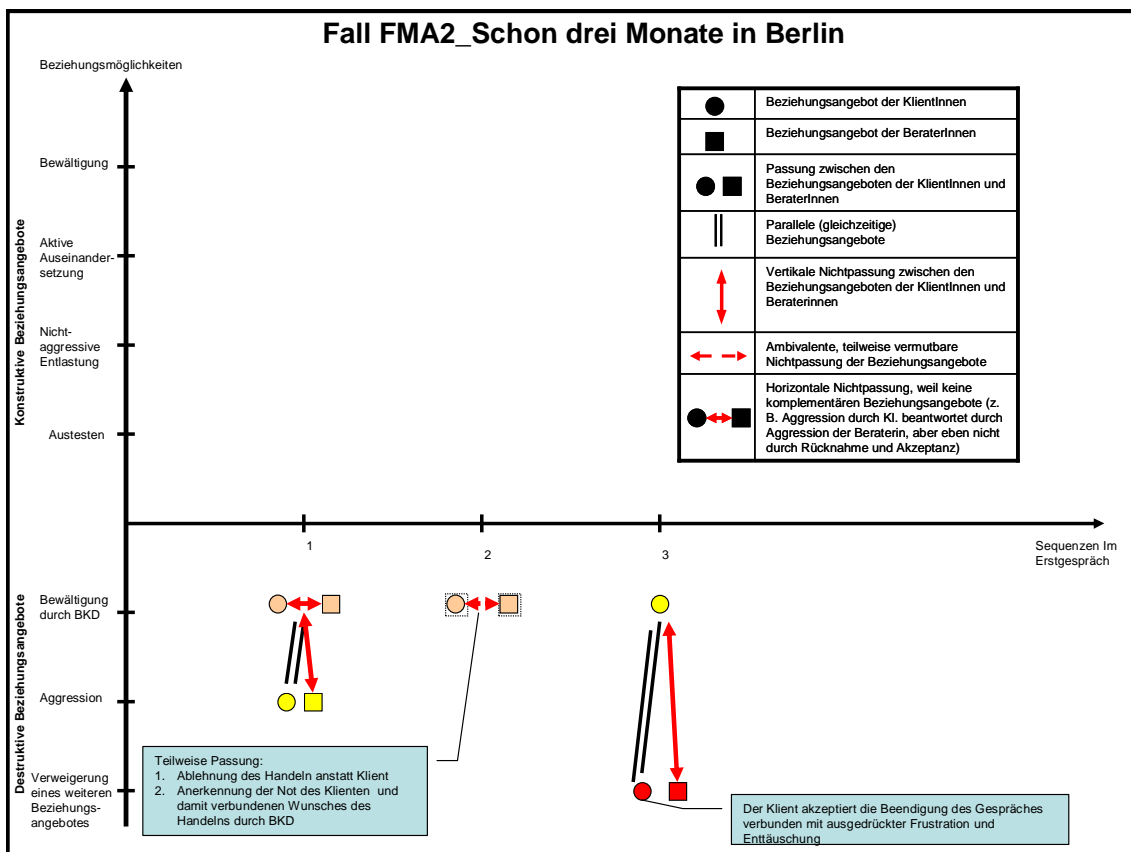 Fall FMA2_Schon drei Monate in Berlin
Beziehungsmöglichkeiten
Konstruktive Beziehungsangebote
Bewältigung
Aktive
Auseinander-
setzung
Nicht-
aggressive
Entlastung
Austesten
Beziehungsangebot der KlientInnen
Beziehungsangebot der BeraterInnen
Passung zwischen den
Beziehungsangeboten der KlientInnen und
BeraterInnen
Parallele (gleichzeitige)
Beziehungsangebote
Vertikale Nichtpassung zwischen den
Beziehungsangeboten der KlientInnen und
Beraterinnen
Ambivalente, teilweise vermutbare
Nichtpassung der Beziehungsangebote
Horizontale Nichtpassung, weil keine
komplementären Beziehungsangebote (z.
B. Aggression durch Kl. beantwortet durch
Aggression der Beraterin, aber eben nicht
durch Rücknahme und Akzeptanz)
1
2
3
Sequenzen Im
Erstgespräch
Destruktive Beziehungsangebote
Bewältigung
durch BKD
Aggression
Verweigerung
eines weiteren
Beziehungs-
angebotes
Teilweise Passung:
1. Ablehnung des Handeln anstatt Klient
2. Anerkennung der Not des Klienten und
damit verbundenen Wunsches des
Handelns durch BKD
Der Klient akzeptiert die Beendigung des Gespräches
verbunden mit ausgedrückter Frustration und
Enttäuschung